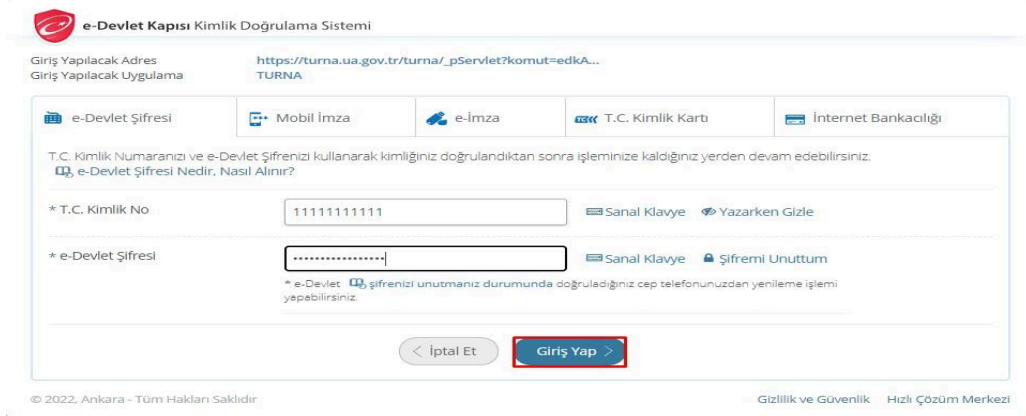 e-Devlet Kapısı Kimlik Doğrulama Sistemi
Giriş Yapılacak Adres https://turna.ua.gov.tr/turna/_pServlet?komut=edkA...
Giriş Yapılacak Uygulama TURNA
e-Devlet Şifresi Mobil İmza e-İmza T.C. Kimlik Kartı İnternet Bankacılığı
T.C. Kimlik Numaranızı ve e-Devlet Şifrenizi kullanarak kimliğiniz doğrulandıktan sonra işleminize kaldığınız yerden devam edebilirsiniz.
e-Devlet Şifresi Nedir, Nasıl Alınır?
* T.C. Kimlik No 11111111111 Sanal Klavye Yazarken Gizle
* e-Devlet Şifresi ••••••••••••••••• Sanal Klavye Şifremi Unuttum
* e-Devlet şifrenizi unutmanız durumunda doğruladığınız cep telefonunuzdan yenileme işlemi
yapabilirsiniz.
< İptal Et Giriş Yap >
© 2022, Ankara - Tüm Hakları Saklıdır Gizlilik ve Güvenlik Hızlı Çözüm Merkezi